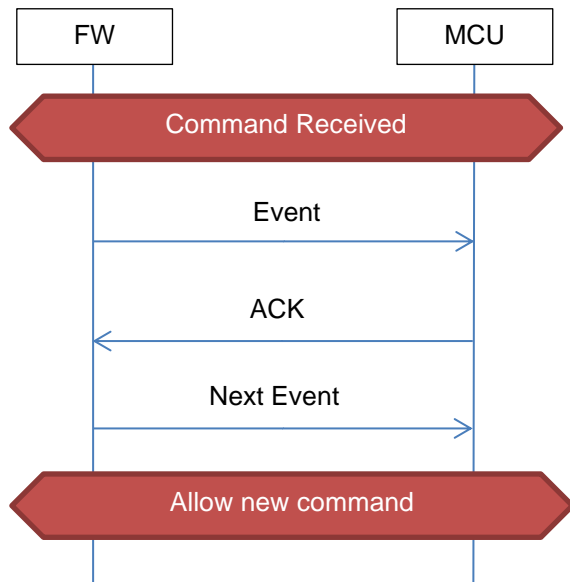 FW
MCU
Command Received
Event
ACK
Next Event
Allow new command